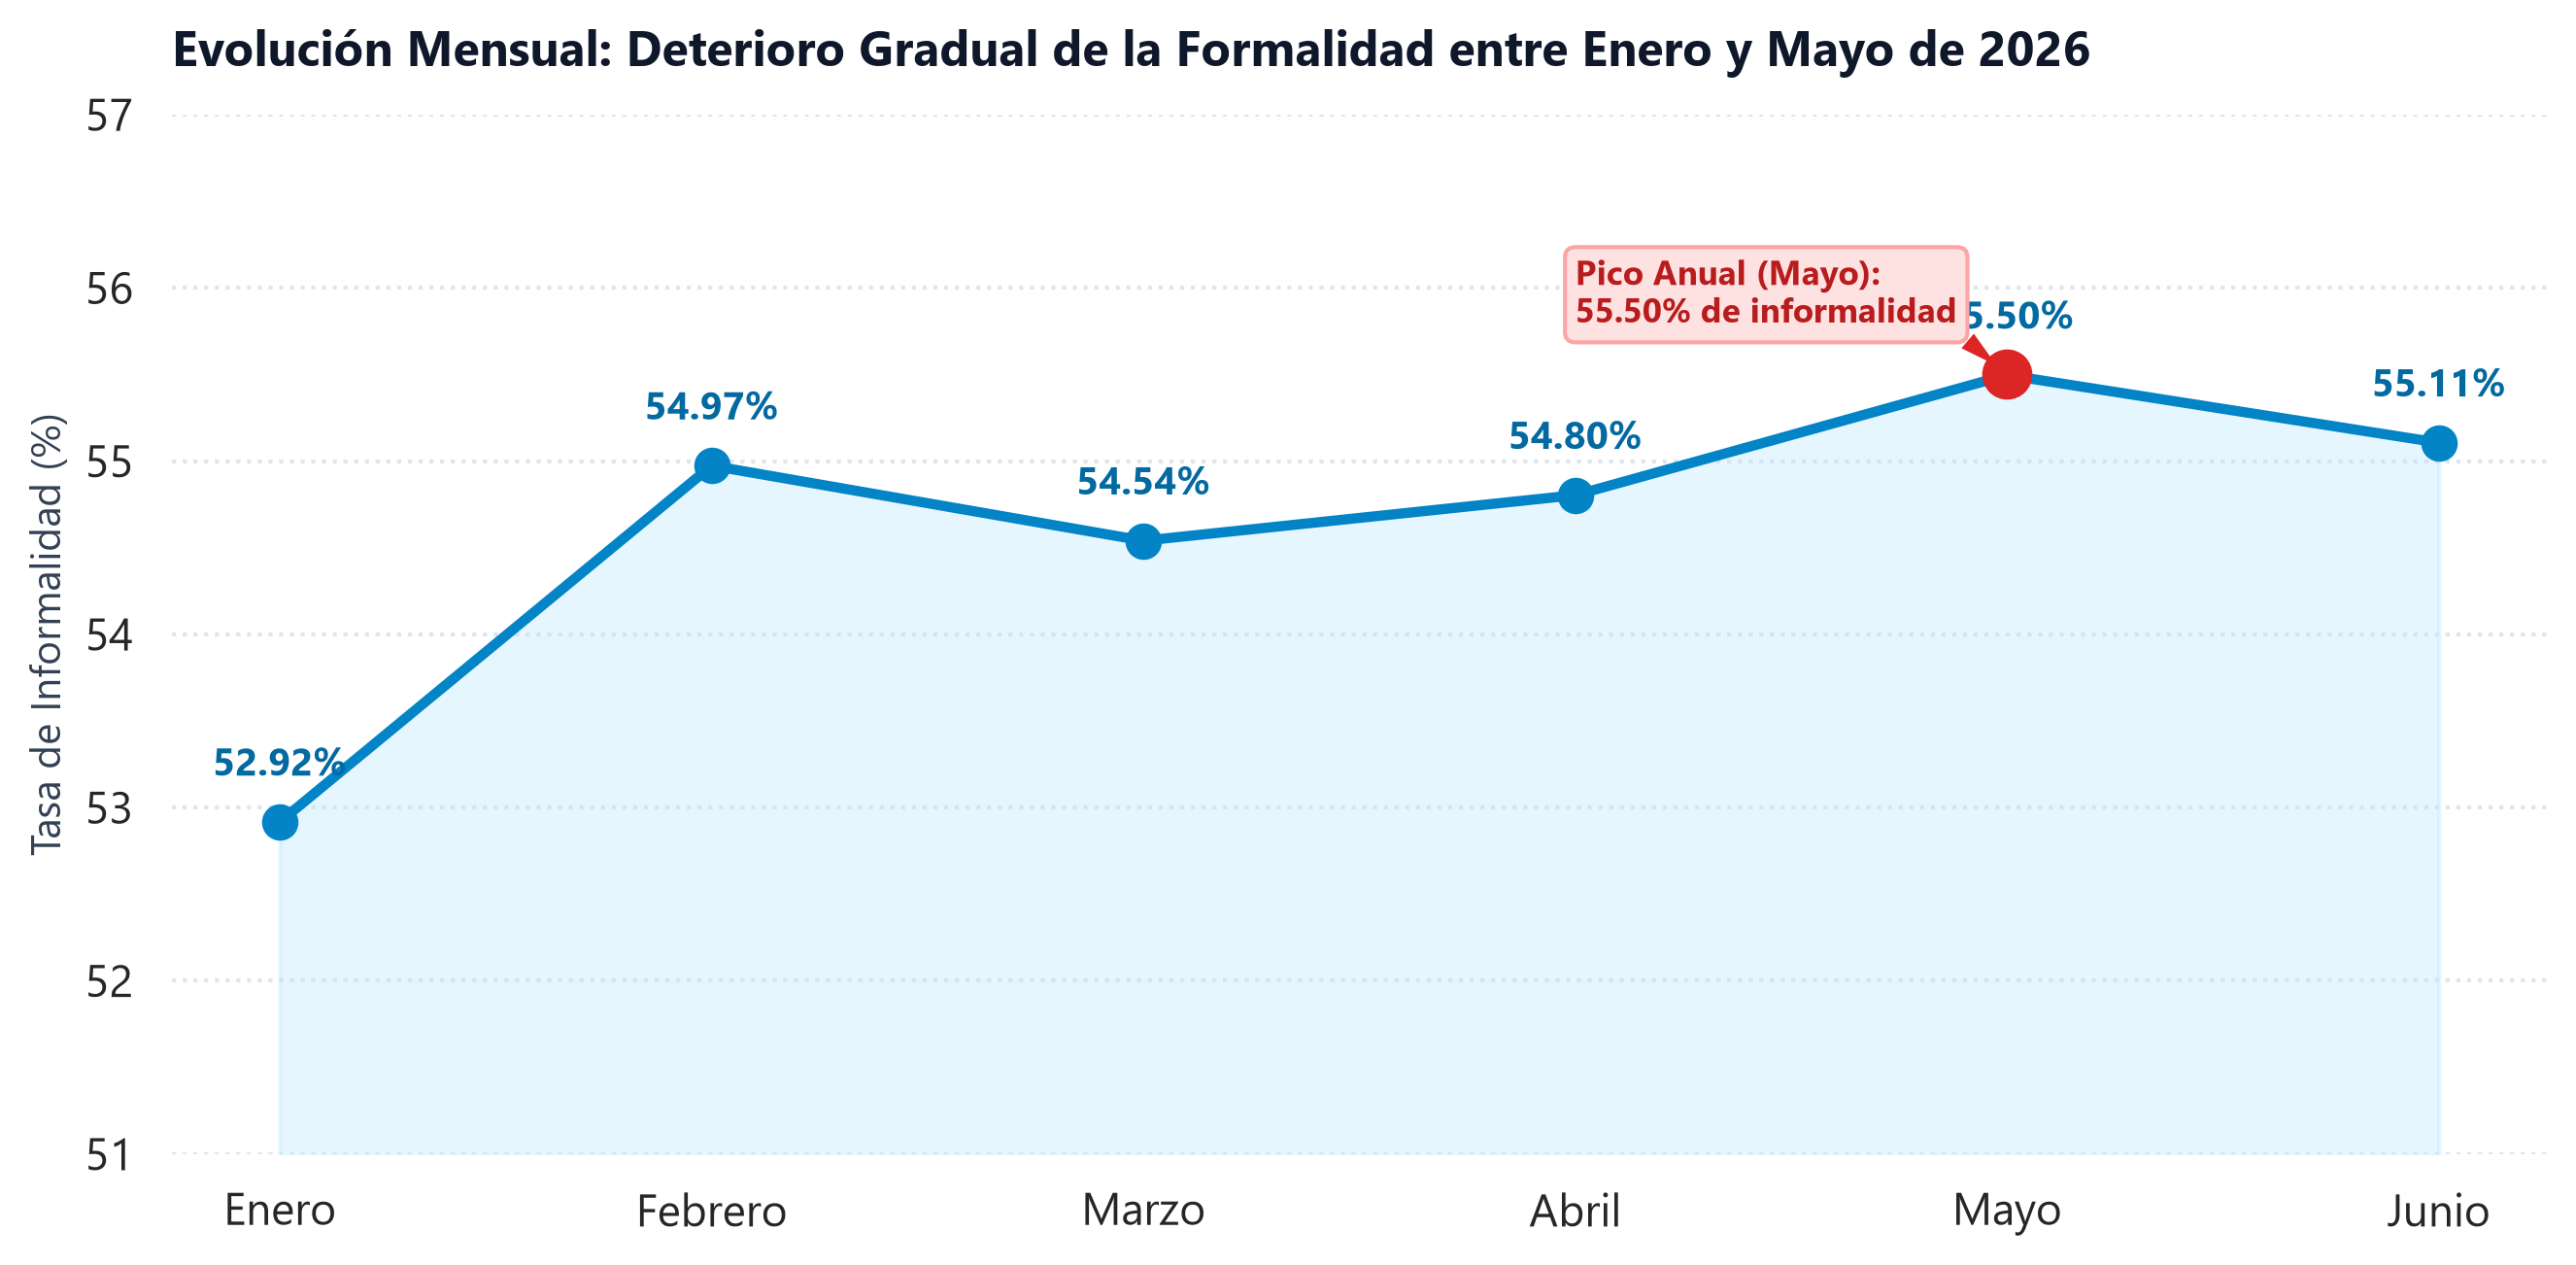 Evolución Mensual: Deterioro Gradual de la Formalidad entre Enero y Mayo de 2026
Tasa de Informalidad (%)
57
56
55
54
53
52
51
52.92%
54.97%
54.54%
54.80%
Pico Anual (Mayo):
55.50% de informalidad
5.50%
55.11%
Enero
Febrero
Marzo
Abril
Mayo
Junio